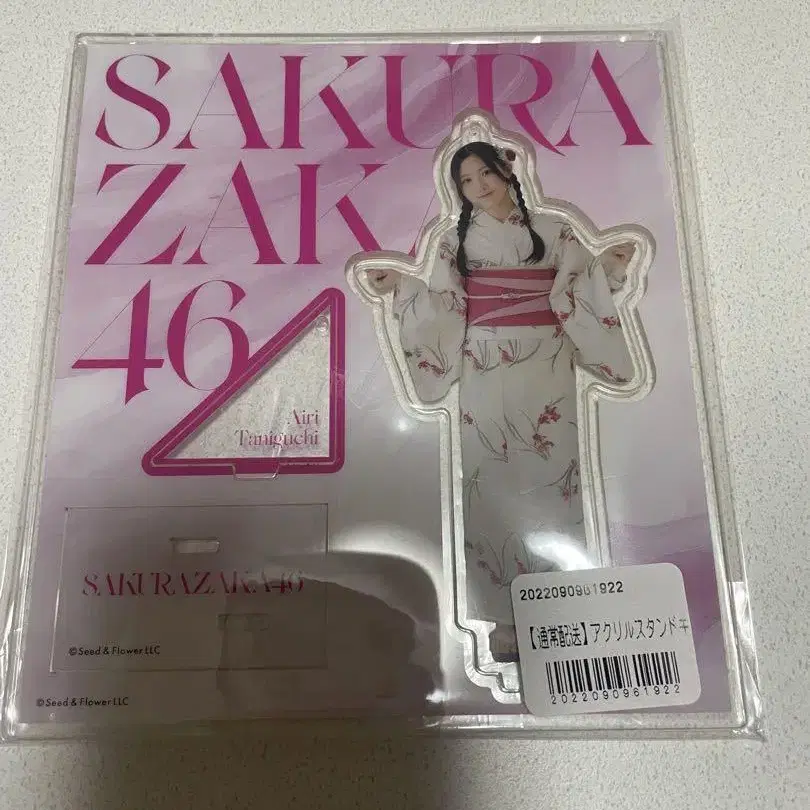 SAKURA
ZAKA
46
Airi
Taniguchi
SAKURAZAKA46
©Seed & Flower LLC
©Seed & Flower LLC
2022090961922
【通常配送】アクリルスタンドキ
2022090961922